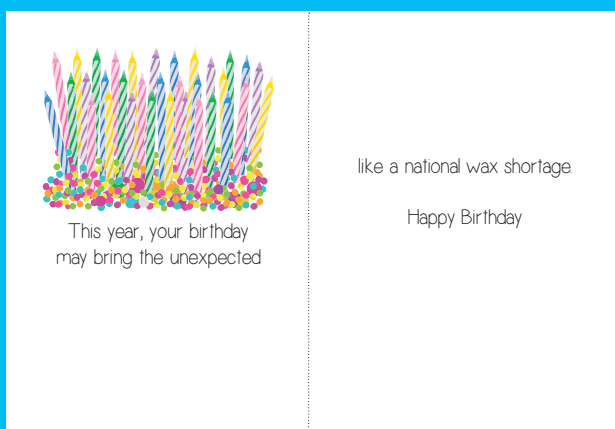 This year, your birthday
may bring the unexpected
like a national wax shortage
Happy Birthday